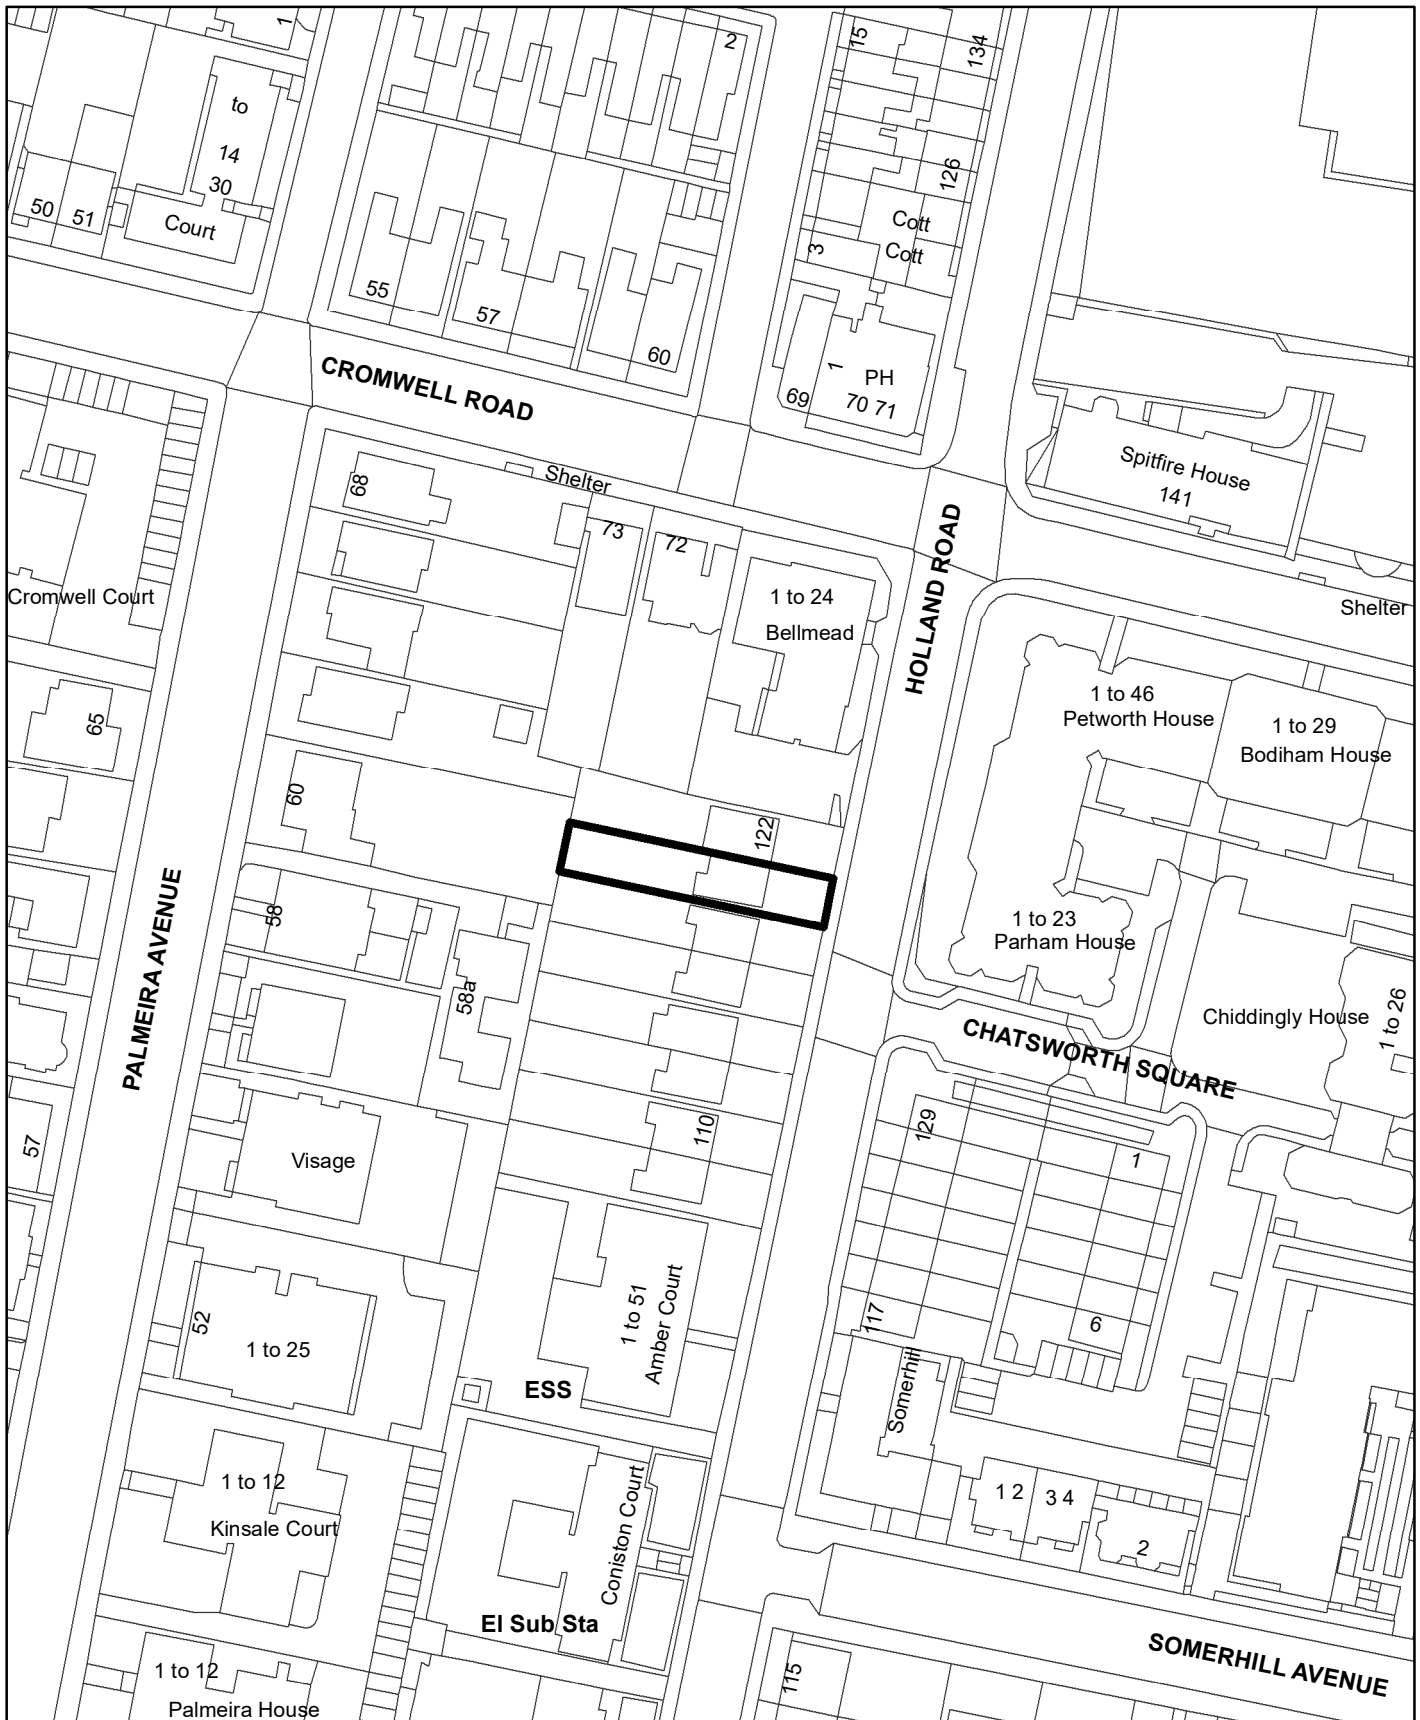 1
2
15
134
to
14
30
126
50
51
Court
Cott
Cott
3
55
57
60
1
PH
69
70 71
CROMWELL ROAD
68
Shelter
73
72
Spitfire House
141
HOLLAND ROAD
1 to 24
Bellmead
Shelter
Cromwell Court
65
1 to 46
Petworth House
1 to 29
Bodiham House
60
122
PALMEIRA AVENUE
58
58a
1 to 23
Parham House
Chiddingly House
1 to 26
CHATSWORTH SQUARE
57
Visage
110
129
1
52
1 to 25
1 to 51
Amber Court
117
6
ESS
Somerhill
1 to 12
Kinsale Court
Coniston Court
1 2
3 4
2
El Sub Sta
SOMERHILL AVENUE
1 to 12
Palmeira House
115